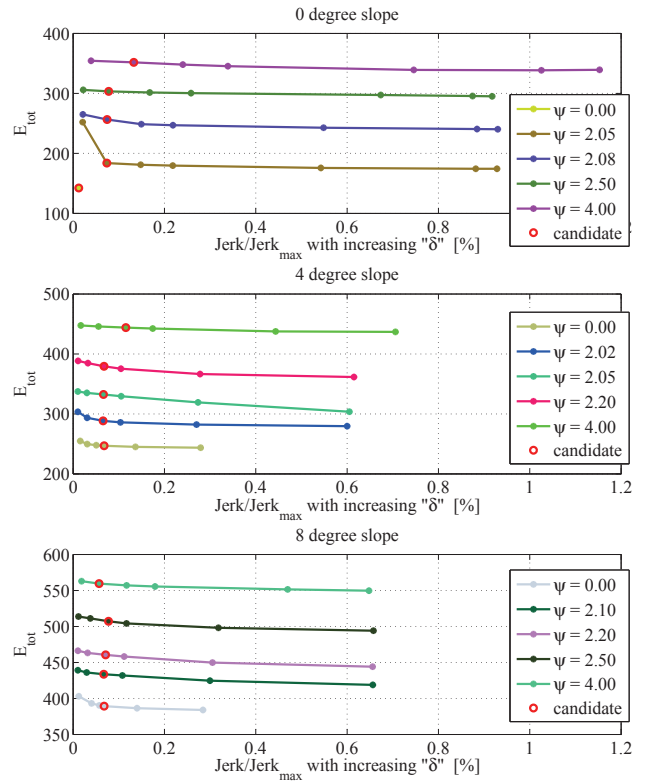 0 degree slope
400
300
200
100
E_tot
0 0.2 0.4 0.6 0.8 1 1.2
Jerk/Jerk_max with increasing "δ" [%]
ψ = 0.00
ψ = 2.05
ψ = 2.08
ψ = 2.50
ψ = 4.00
candidate
4 degree slope
500
400
300
200
E_tot
0 0.2 0.4 0.6 0.8 1 1.2
Jerk/Jerk_max with increasing "δ" [%]
ψ = 0.00
ψ = 2.02
ψ = 2.05
ψ = 2.20
ψ = 4.00
candidate
8 degree slope
600
550
500
450
400
350
E_tot
0 0.2 0.4 0.6 0.8 1 1.2
Jerk/Jerk_max with increasing "δ" [%]
ψ = 0.00
ψ = 2.10
ψ = 2.20
ψ = 2.50
ψ = 4.00
candidate